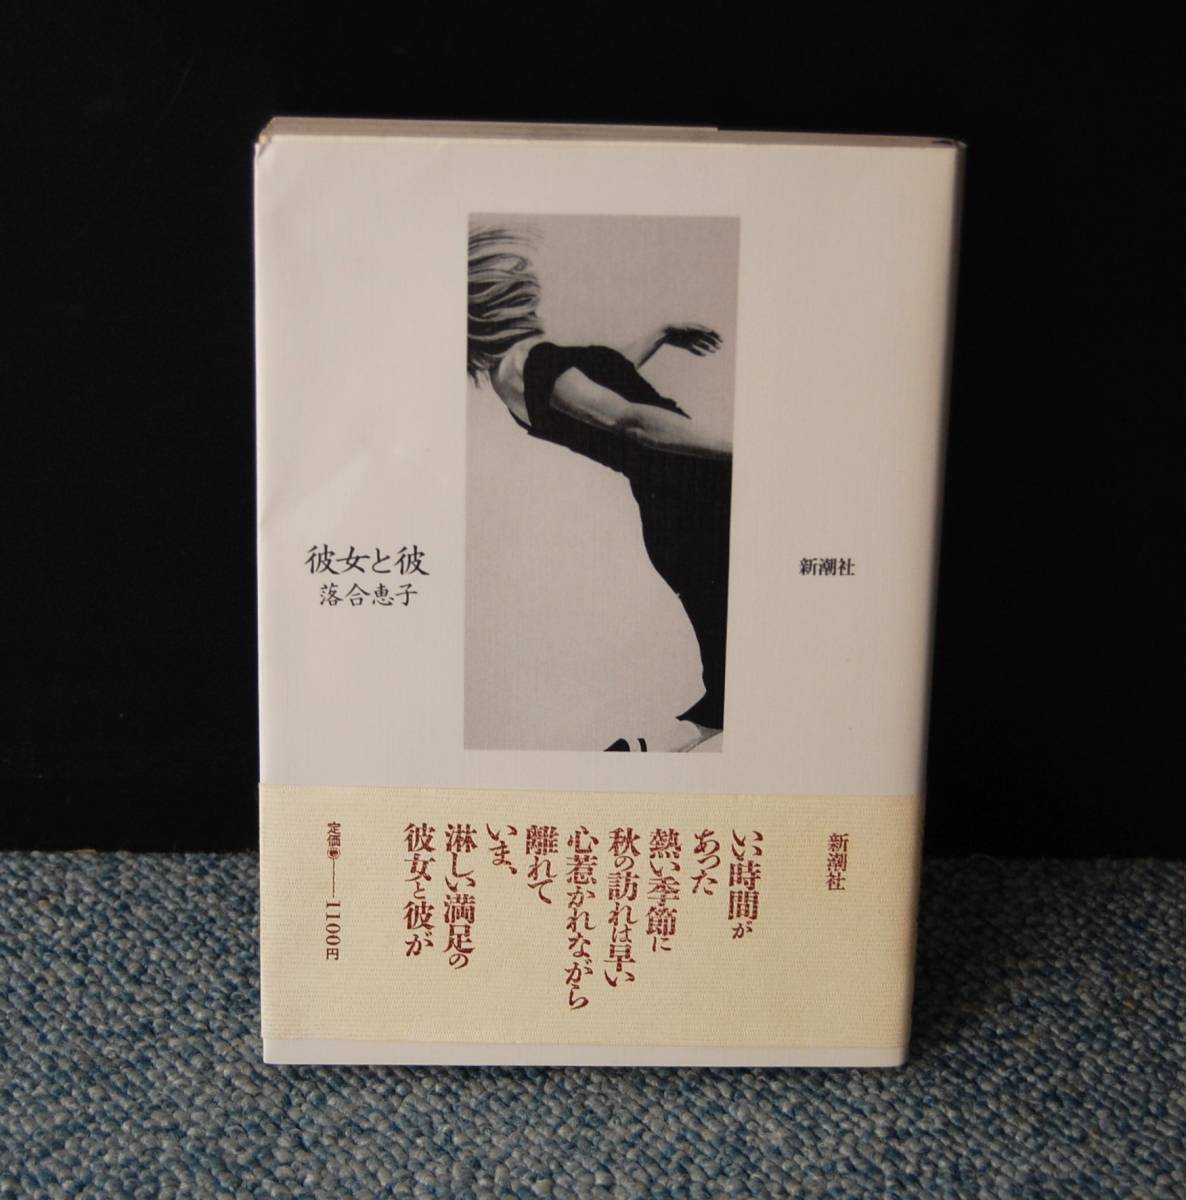 彼女と彼
落合恵子
新潮社
新潮社
いい時間が
あった
熱い季節に
秋の訪れは早い
心惹かれながら
離れて
いま、
淋しい満足の
彼女と彼が
定価 1100円